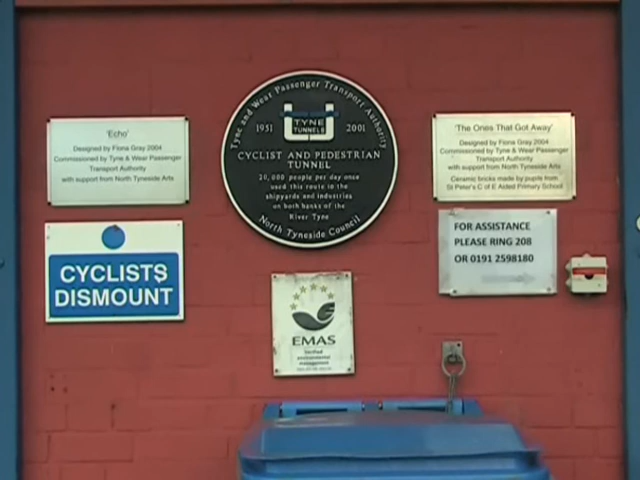 'Echo'
Designed by Fiona Gray 2004
Commissioned by Tyne & Wear Passenger
Transport Authority
with support from North Tyneside Arts
CYCLISTS
DISMOUNT
Tyne and Wear Passenger Transport Authority
1951
TYNE
TUNNELS
2001
CYCLIST AND PEDESTRIAN
TUNNEL
20,000 people per day once
used this route to the
shipyards and industries
on both banks of the
River Tyne
North Tyneside Council
EMAS
Verified
environmental
management
'The Ones That Got Away'
Designed by Fiona Gray 2004
Commissioned by Tyne & Wear Passenger
Transport Authority
with support from North Tyneside Arts
Ceramic bricks made by pupils from
St Peter's C of E Aided Primary School
FOR ASSISTANCE
PLEASE RING 208
OR 0191 2598180